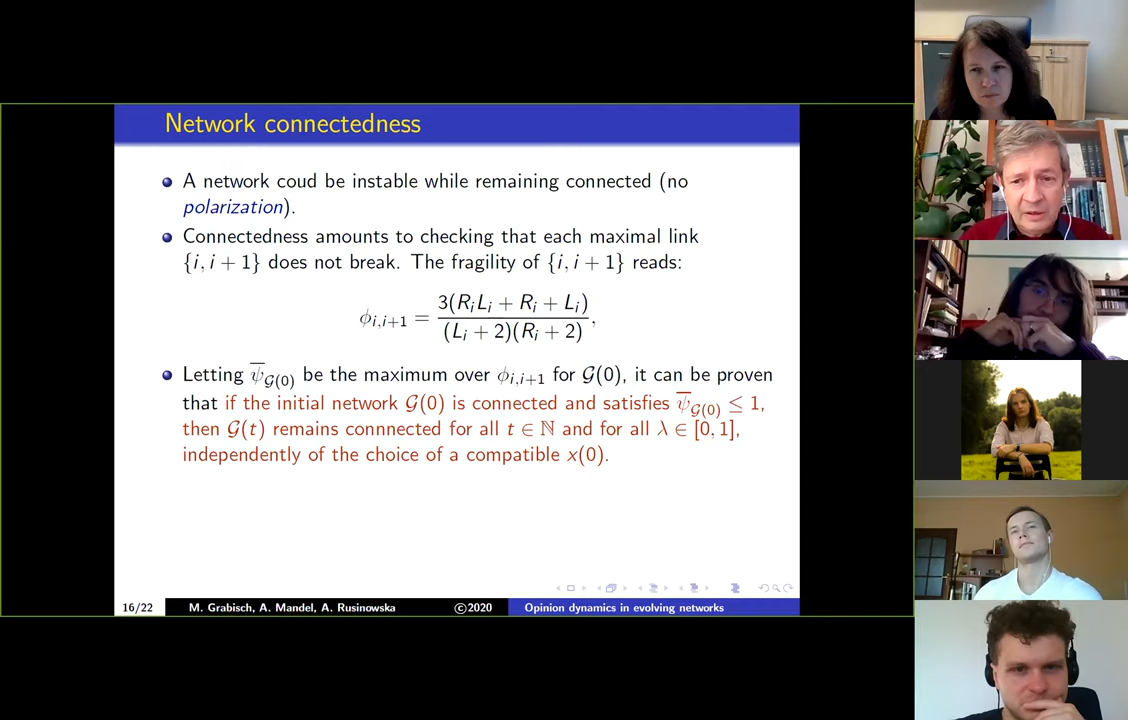 Network connectedness
A network coud be instable while remaining connected (no
polarization).
Connectedness amounts to checking that each maximal link
{i, i + 1} does not break. The fragility of {i, i + 1} reads:
ϕ_{i,i+1} = 3(R_i L_i + R_i + L_i) / (L_i + 2)(R_i + 2),
Letting ψ̅_{G(0)} be the maximum over ϕ_{i,i+1} for G(0), it can be proven
that if the initial network G(0) is connected and satisfies ψ̅_{G(0)} ≤ 1,
then G(t) remains connnected for all t ∈ ℕ and for all λ ∈ [0, 1],
independently of the choice of a compatible x(0).
16/22 M. Grabisch, A. Mandel, A. Rusinowska ©2020 Opinion dynamics in evolving networks